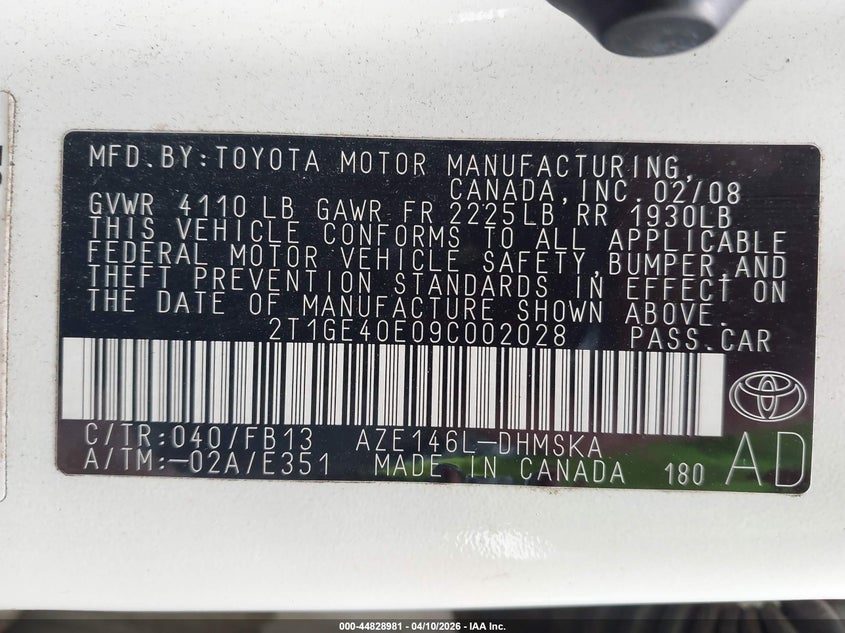 MFD.BY:TOYOTA MOTOR MANUFACTURING,
CANADA,INC. 02/08
GVWR 4110 LB GAWR FR 2225LB RR 1930LB
THIS VEHICLE CONFORMS TO ALL APPLICABLE
FEDERAL MOTOR VEHICLE SAFETY,BUMPER,AND
THEFT PREVENTION STANDARDS IN EFFECT ON
THE DATE OF MANUFACTURE SHOWN ABOVE.
2T1GE40E09C002028 PASS.CAR
C/TR:040/FB13 AZE146L-DHMSKA
A/TM:-02A/E351 MADE IN CANADA 180 AD
000-44828981 - 04/10/2026 - IAA Inc.